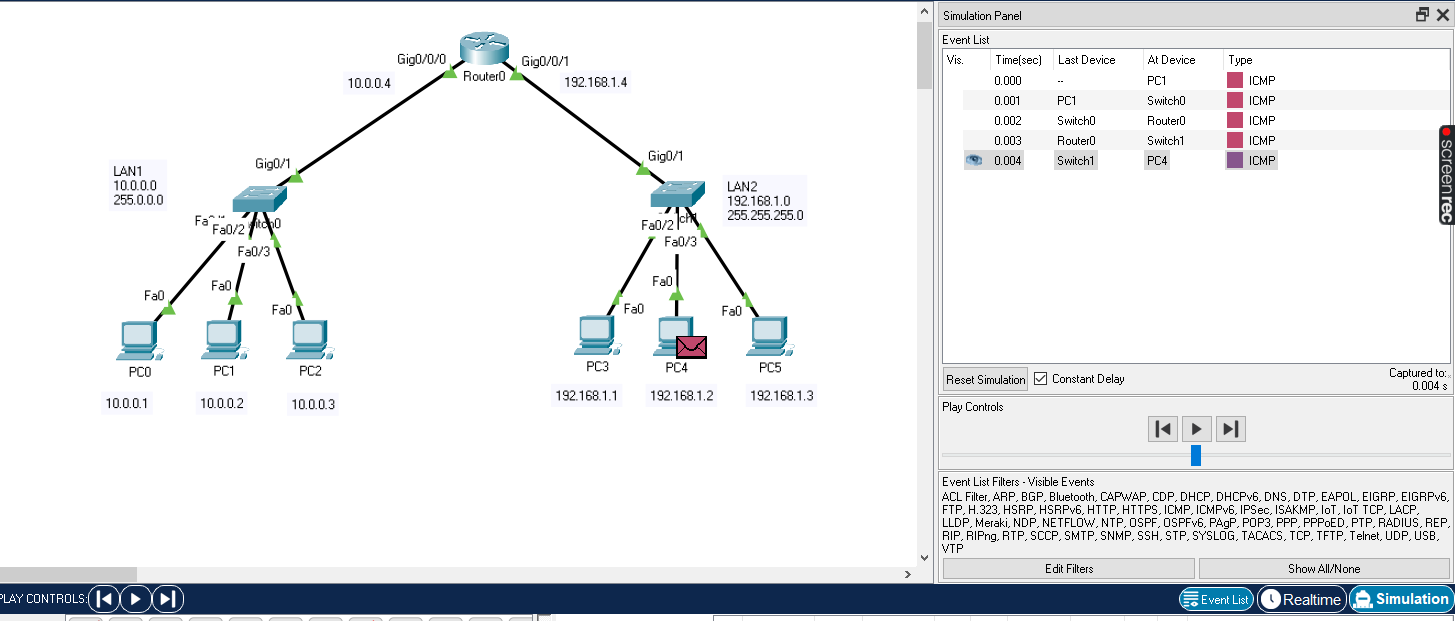 Simulation Panel
Event List
Vis. Time(sec) Last Device At Device Type
0.000 -- PC1 ICMP
0.001 PC1 Switch0 ICMP
0.002 Switch0 Router0 ICMP
0.003 Router0 Switch1 ICMP
0.004 Switch1 PC4 ICMP
Reset Simulation Constant Delay
Captured to:
0.004 s
Play Controls
Event List Filters - Visible Events
ACL Filter, ARP, BGP, Bluetooth, CAPWAP, CDP, DHCP, DHCPv6, DNS, DTP, EAPOL, EIGRP, EIGRPv6,
FTP, H.323, HSRP, HSRPv6, HTTP, HTTPS, ICMP, ICMPv6, IPSec, ISAKMP, IoT, IoT TCP, LACP,
LLDP, Meraki, NDP, NETFLOW, NTP, OSPF, OSPFv6, PAgP, POP3, PPP, PPPoED, PTP, RADIUS, REP,
RIP, RIPng, RTP, SCCP, SMTP, SNMP, SSH, STP, SYSLOG, TACACS, TCP, TFTP, Telnet, UDP, USB,
VTP
Edit Filters Show All/None
screenrec
Gig0/0/0 Gig0/0/1
Router0
10.0.0.4 192.168.1.4
Gig0/1 Gig0/1
LAN1
10.0.0.0
255.0.0.0
LAN2
192.168.1.0
255.255.255.0
Fa0/2
Fa0/3
Fa0/2
Fa0/3
Fa0 Fa0 Fa0
Fa0 Fa0 Fa0
PC0 PC1 PC2
PC3 PC4 PC5
10.0.0.1 10.0.0.2 10.0.0.3
192.168.1.1 192.168.1.2 192.168.1.3
LAY CONTROLS:
Event List Realtime Simulation